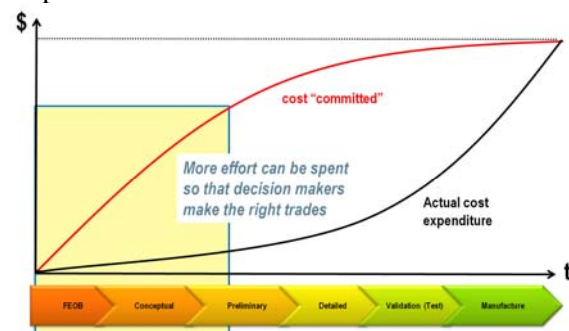 $
cost "committed"
More effort can be spent
so that decision makers
make the right trades
Actual cost
expenditure
t
FEOB
Conceptual
Preliminary
Detailed
Validation (Test)
Manufacture